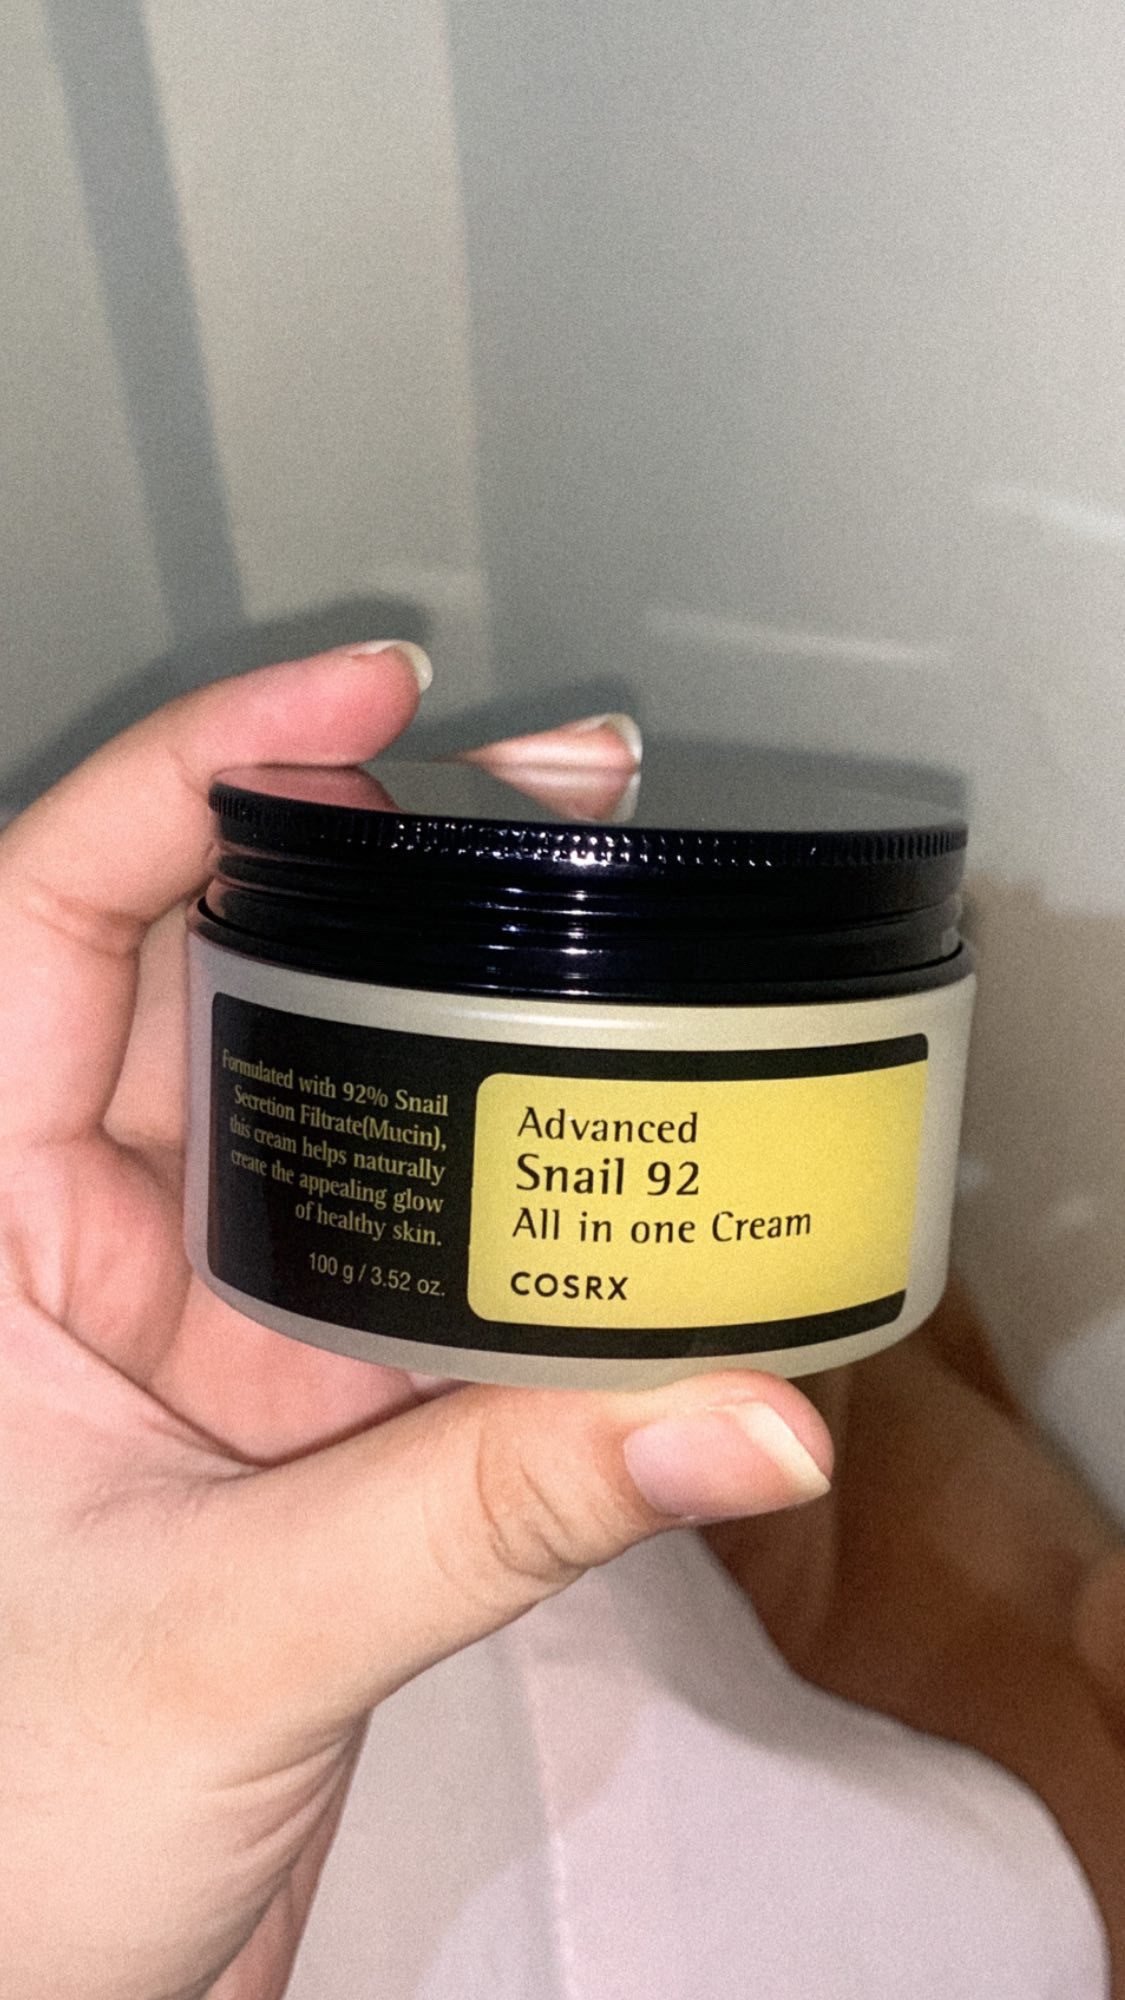 Formulated with 92% Snail
Secretion Filtrate(Mucin),
this cream helps naturally
create the appealing glow
of healthy skin.
100 g / 3.52 oz.
Advanced
Snail 92
All in one Cream
COSRX